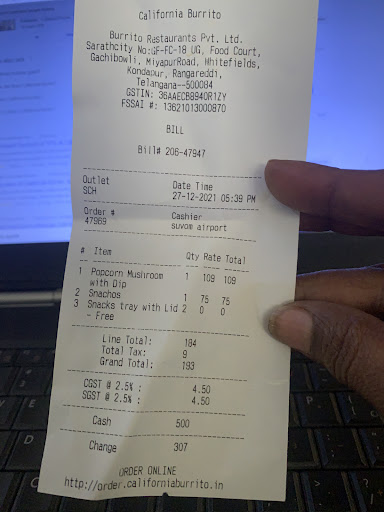 California Burrito
Burrito Rastaurants Pvt. Ltd.
Sarathcity No:GF-FC-18 UG, Food Court,
Gachibowli, MiyapurRoad, Whitefields,
Kondapur, Rangareddi,
Telangana--500084
GSTIN: 36AAECB8940R1ZY
FSSAI #: 13621013000870
BILL
Bill# 206-47947
Outlet Date Time
SCH 27-12-2021 05:39 PM
Order # Cashier
47969 suvom airport
# Item Qty Rate Total
1 Popcorn Mushroom 1 109 109
with Dip
2 Snachos 1 75 75
3 Snacks tray with Lid 2 0 0
- Free
Line Total: 184
Total Tax: 9
Grand Total: 193
CGST @ 2.5% : 4.50
SGST @ 2.5% : 4.50
Cash 500
Change 307
ORDER ONLINE
http://order.californiaburrito.in